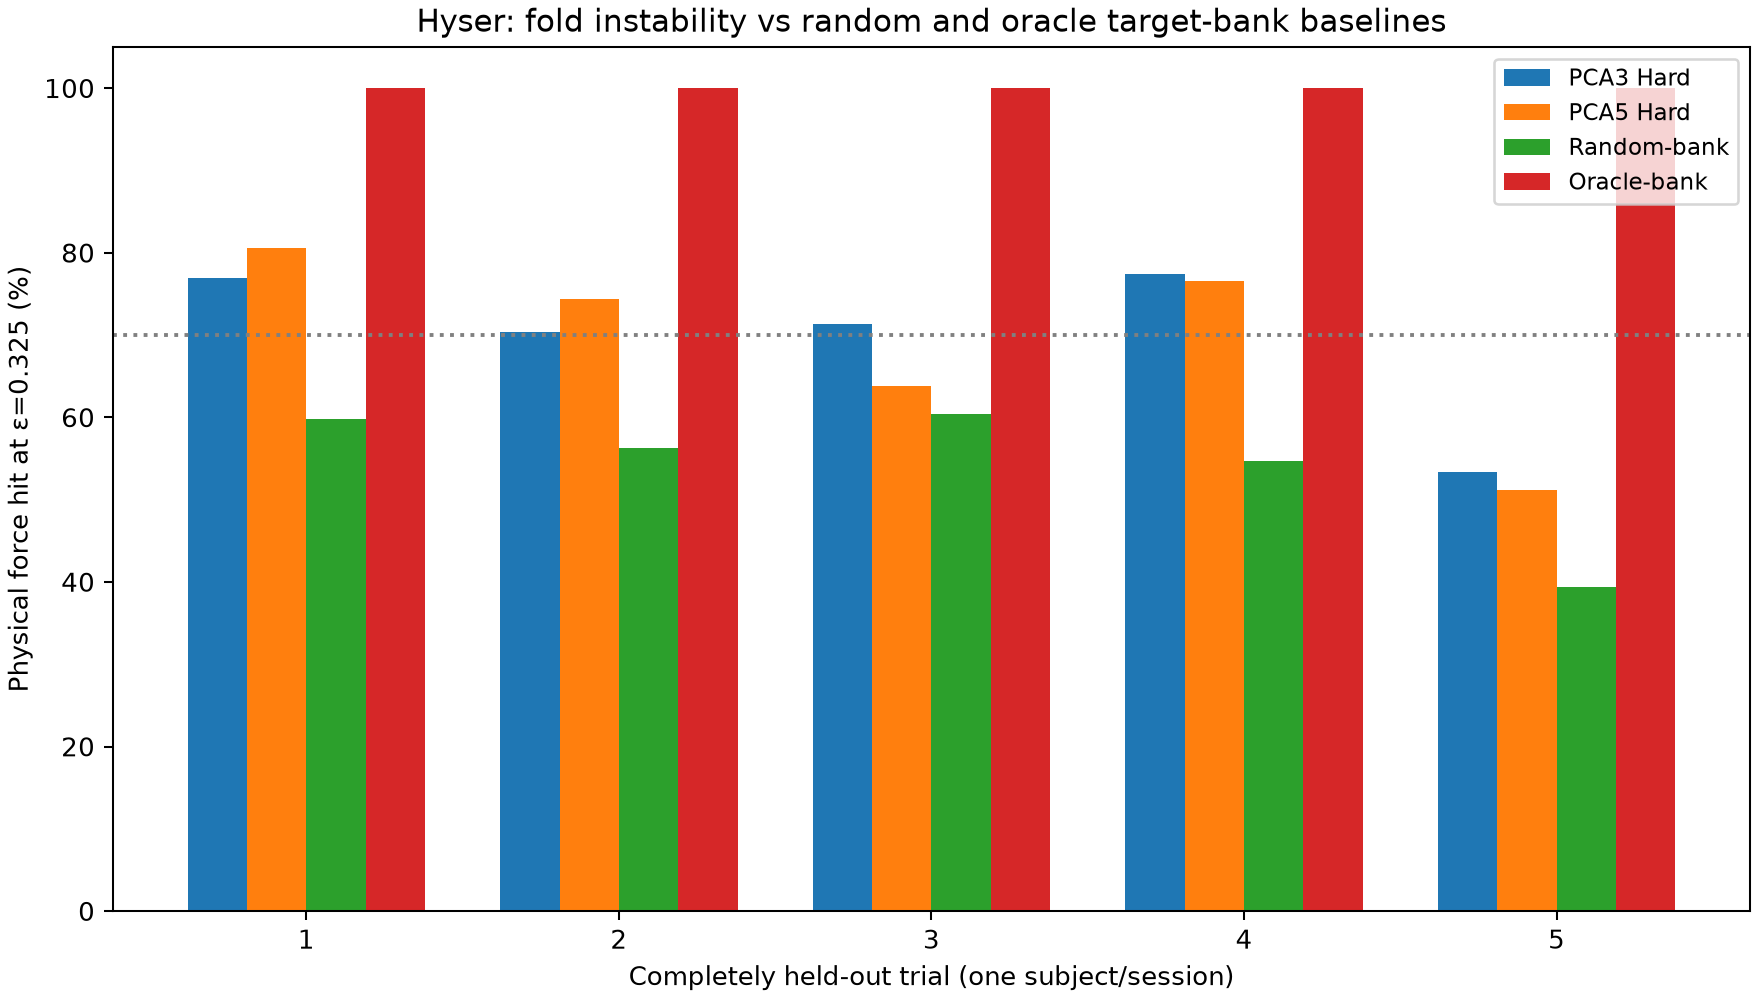 Hyser: fold instability vs random and oracle target-bank baselines
PCA3 Hard
PCA5 Hard
Random-bank
Oracle-bank
Physical force hit at ε=0.325 (%)
100
80
60
40
20
0
1 2 3 4 5
Completely held-out trial (one subject/session)